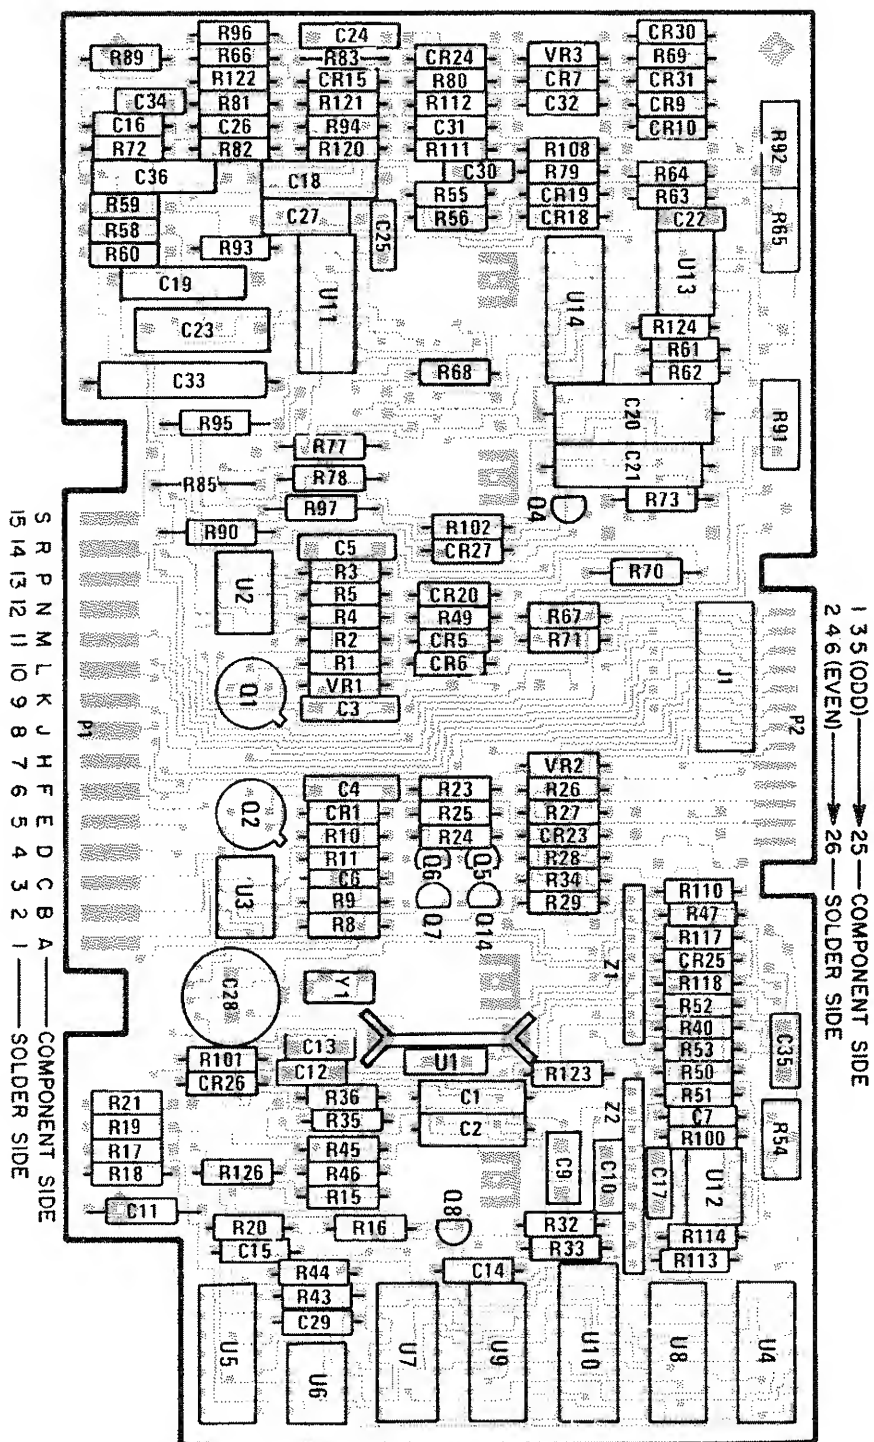 R96
R66
R122
R81
C26
R82
R89
C34
C16
R72
C36
R59
R58
R60
R93
C19
C23
C33
R95
R85
R90
C24
R83
CR15
R121
R94
R120
C18
C27
C25
U11
R77
R78
R97
CR24
R80
R112
C31
R111
C30
R55
R56
R68
VR3
CR7
C32
R108
R79
CR19
CR18
U14
CR30
R69
CR31
CR9
CR10
R64
R63
C22
U13
R124
R61
R62
C20
C21
R73
Q4
R92
R65
R91
R102
CR27
R70
C5
R3
R5
R4
R2
R1
VR1
C3
U2
Q1
CR20
R49
CR5
CR6
R67
R71
J1
P2
P1
1 3 5 (ODD) 25 — COMPONENT SIDE
2 4 6 (EVEN) 26 — SOLDER SIDE
S R P N M L K J H F E D C B A COMPONENT SIDE
15 14 13 12 11 10 9 8 7 6 5 4 3 2 1 SOLDER SIDE
C4
CR1
R10
R11
C6
R9
R8
Q2
U3
R23
R25
R24
Q6
Q5
Q7
Q14
VR2
R26
R27
CR23
R28
R34
R29
Z1
R110
R47
R117
CR25
R118
R52
R40
R53
R50
R51
C7
R100
C28
Y1
C13
C12
U1
R101
CR26
R36
R35
C1
C2
R123
Z2
C35
R54
R21
R19
R17
R18
R126
R45
R46
R15
C9
C10
C17
U12
C11
R20
C15
R16
Q8
R32
R33
R114
R113
R44
R43
C29
C14
U5
U6
U7
U9
U10
U8
U4